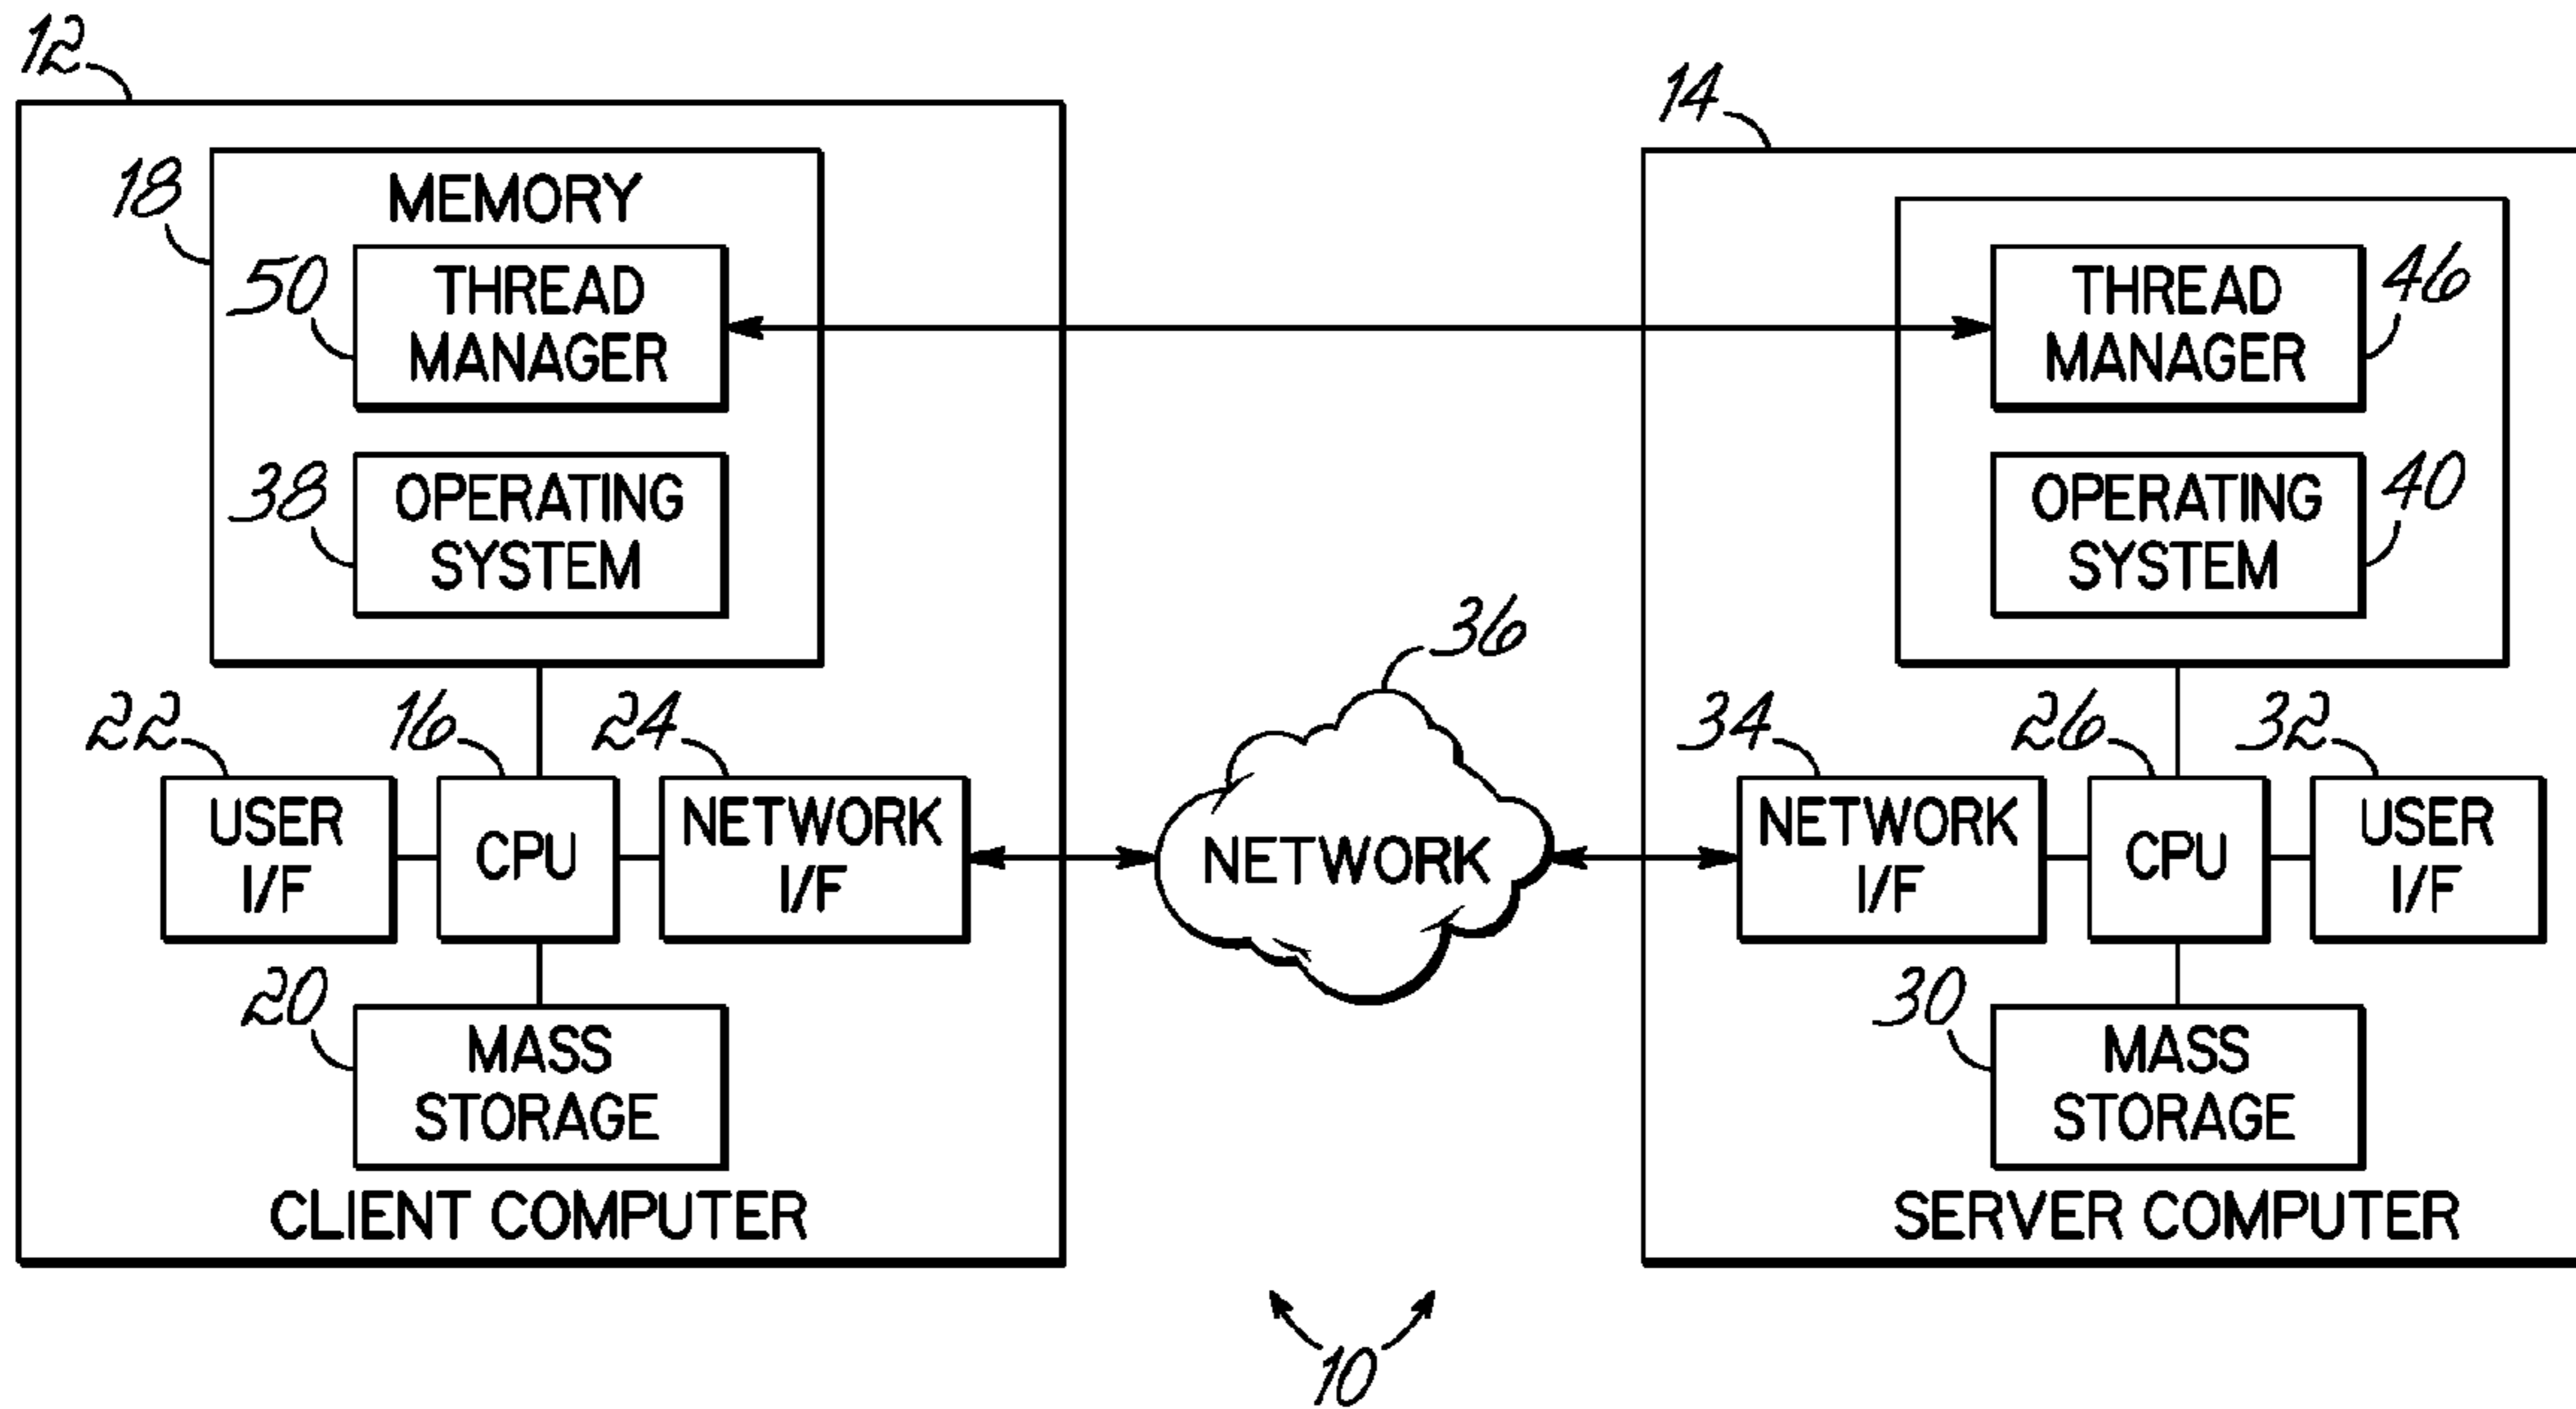 12
14
18
MEMORY
50
THREAD
MANAGER
THREAD
MANAGER
46
38
OPERATING
SYSTEM
OPERATING
SYSTEM
40
36
22
16
24
34
26
32
USER
I/F
CPU
NETWORK
I/F
NETWORK
NETWORK
I/F
CPU
USER
I/F
20
MASS
STORAGE
30
MASS
STORAGE
CLIENT COMPUTER
SERVER COMPUTER
10